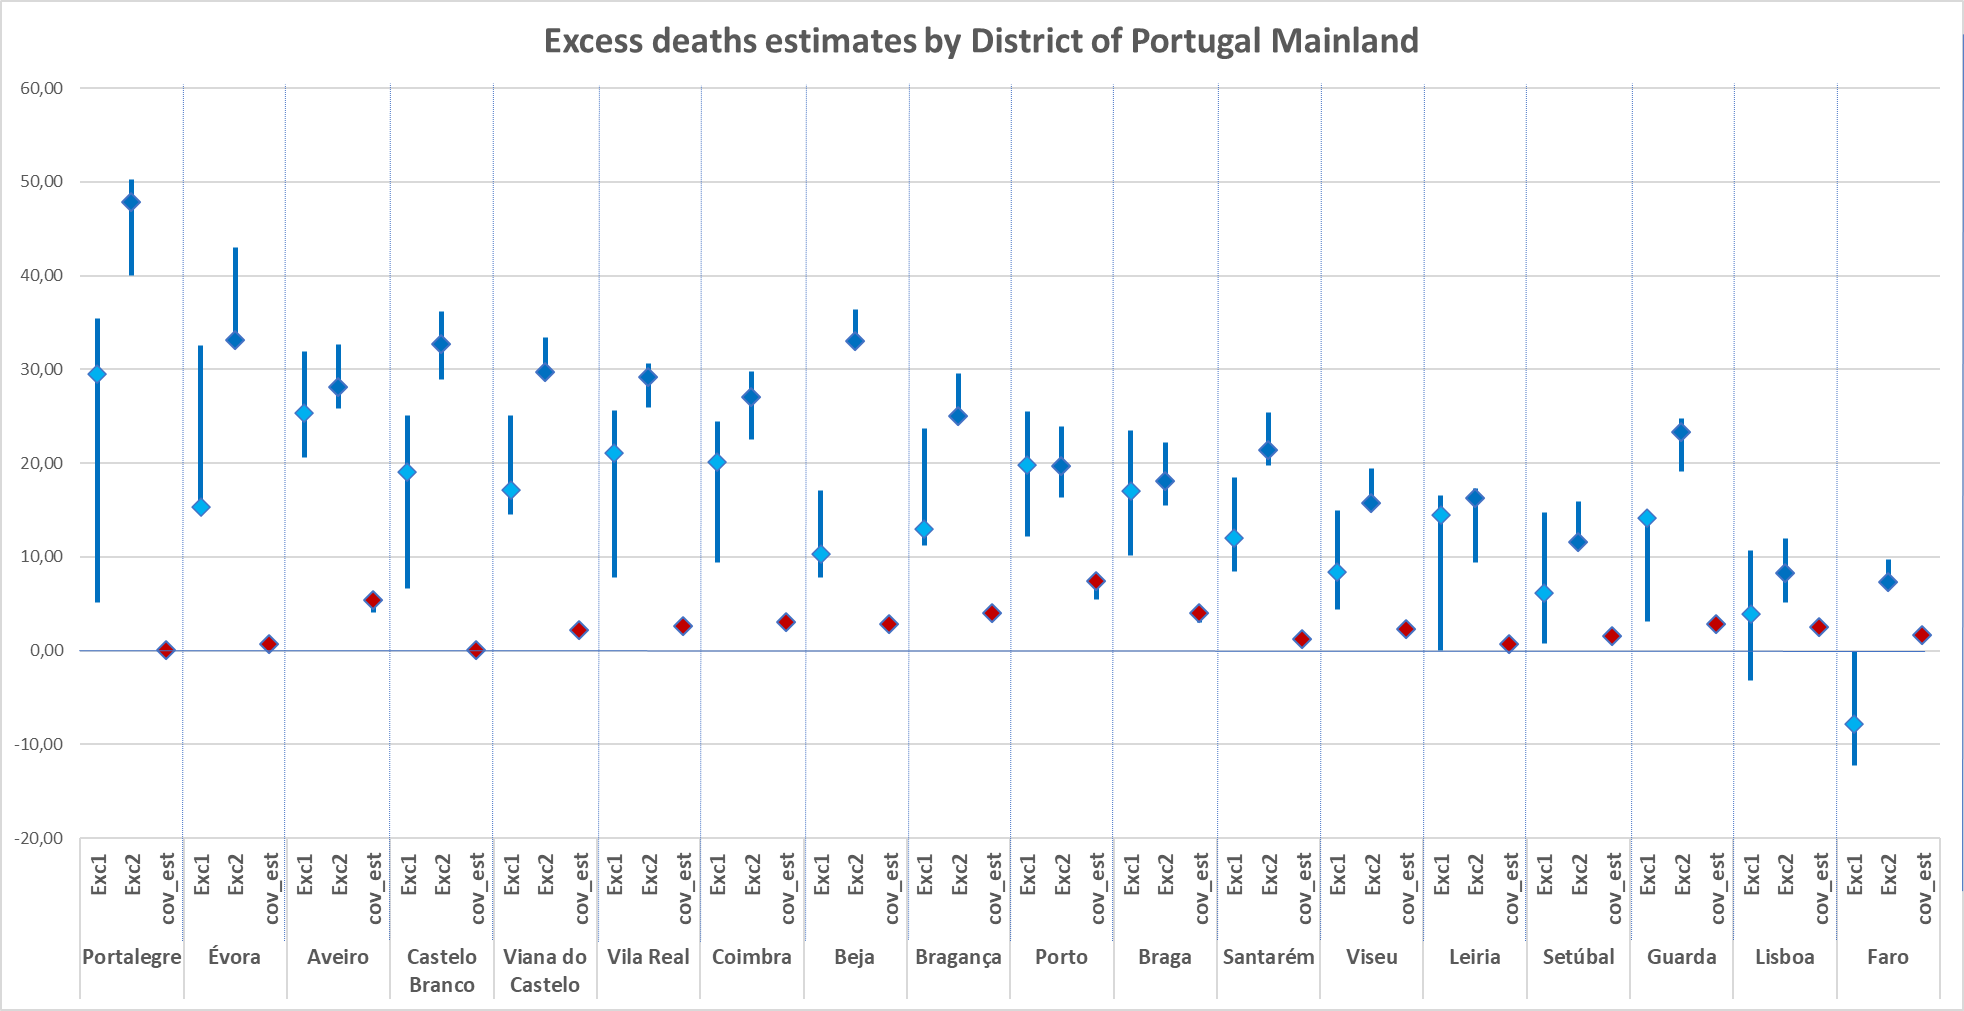 Excess deaths estimates by District of Portugal Mainland
60,00
50,00
40,00
30,00
20,00
10,00
0,00
-10,00
-20,00
Exc1
Exc2
cov_est
Exc1
Exc2
cov_est
Exc1
Exc2
cov_est
Exc1
Exc2
cov_est
Exc1
Exc2
cov_est
Exc1
Exc2
cov_est
Exc1
Exc2
cov_est
Exc1
Exc2
cov_est
Exc1
Exc2
cov_est
Exc1
Exc2
cov_est
Exc1
Exc2
cov_est
Exc1
Exc2
cov_est
Exc1
Exc2
cov_est
Exc1
Exc2
cov_est
Exc1
Exc2
cov_est
Exc1
Exc2
cov_est
Exc1
Exc2
cov_est
Exc1
Exc2
cov_est
Portalegre
Évora
Aveiro
Castelo
Branco
Viana do
Castelo
Vila Real
Coimbra
Beja
Bragança
Porto
Braga
Santarém
Viseu
Leiria
Setúbal
Guarda
Lisboa
Faro